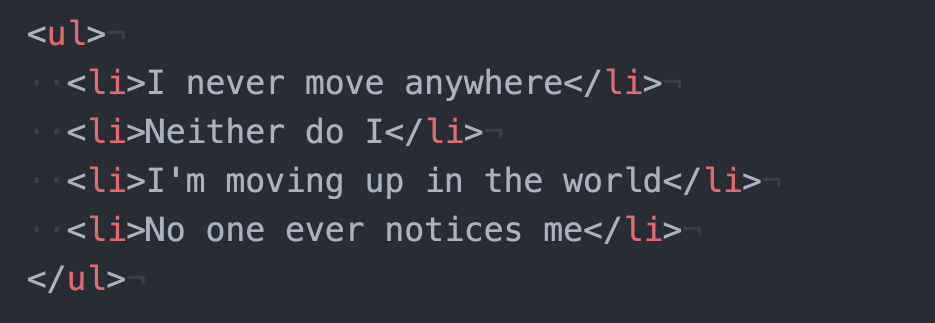 <ul>
<li>I never move anywhere</li>
<li>Neither do I</li>
<li>I'm moving up in the world</li>
<li>No one ever notices me</li>
</ul>